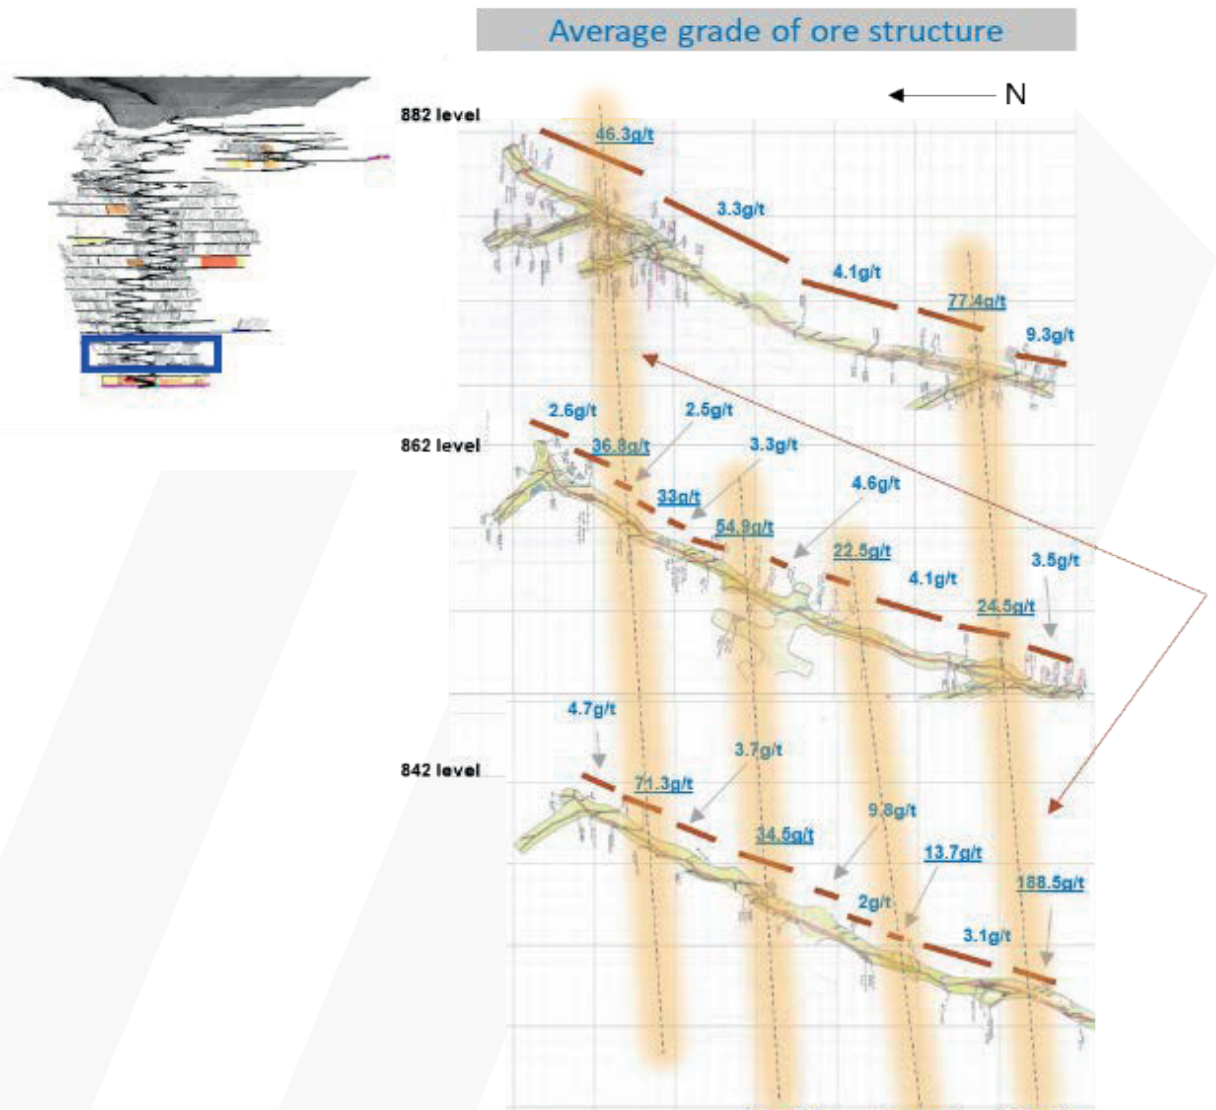 Average grade of ore structure
N
882 level
46.3g/t
3.3g/t
4.1g/t
77.4g/t
9.3g/t
862 level
2.6g/t
2.5g/t
36.8g/t
3.3g/t
33g/t
4.6g/t
54.9g/t
22.5g/t
4.1g/t
3.5g/t
24.5g/t
842 level
4.7g/t
3.7g/t
71.3g/t
34.5g/t
9.8g/t
13.7g/t
188.5g/t
2g/t
3.1g/t